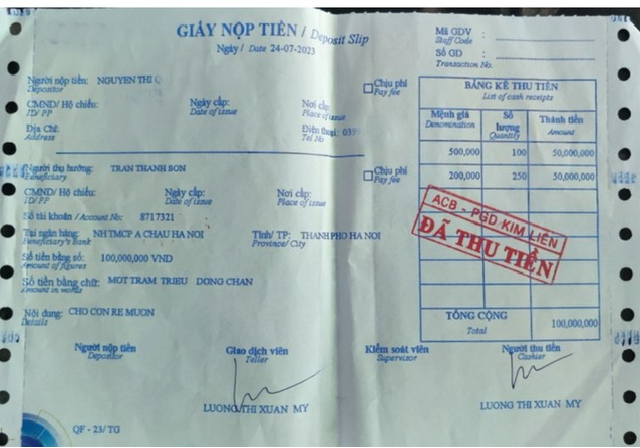 GIẤY NỘP TIỀN / Deposit Slip
Ngày / Date 24-07-2023
Mã GDV :
Staff Code
Số GD :
Transaction No.
Người nộp tiền: NGUYEN THI
Depositor
Chịu phí
Pay fee
CMND/ Hộ chiếu:
ID/ PP
Ngày cấp:
Date of issue
Nơi cấp
Place of issue
Địa Chỉ:
Address
Điện thoại: 039
Tel No
Người thụ hưởng: TRAN THANH SON
Beneficiary
Chịu phí
Pay fee
CMND/ Hộ chiếu:
ID/ PP
Ngày cấp:
Date of issue
Nơi cấp:
Place of issue
Số tài khoản / Account No: 8717321
Tại ngân hàng: NH TMCP A CHAU HA NOI
Beneficiary's Bank
Tỉnh/ TP: THANH PHO HA NOI
Province/ City
Số tiền bằng số: 100,000,000 VND
Amount of figures
Số tiền bằng chữ: MOT TRAM TRIEU DONG CHAN
Amount in words
Nội dung: CHO CON RE MUON
Details
BẢNG KÊ THU TIỀN
List of cash receipts
Mệnh giá Số lượng Thành tiền
Denomination Quantity Amount
500,000 100 50,000,000
200,000 250 50,000,000
ACB - PGD KIM LIÊN
ĐÃ THU TIỀN
TỔNG CỘNG 100,000,000
Total
Người nộp tiền
Depositor
Giao dịch viên
Teller
Kiểm soát viên
Supervisor
Người thu tiền
Cashier
LUONG THI XUAN MY
LUONG THI XUAN MY
QF - 23/TG